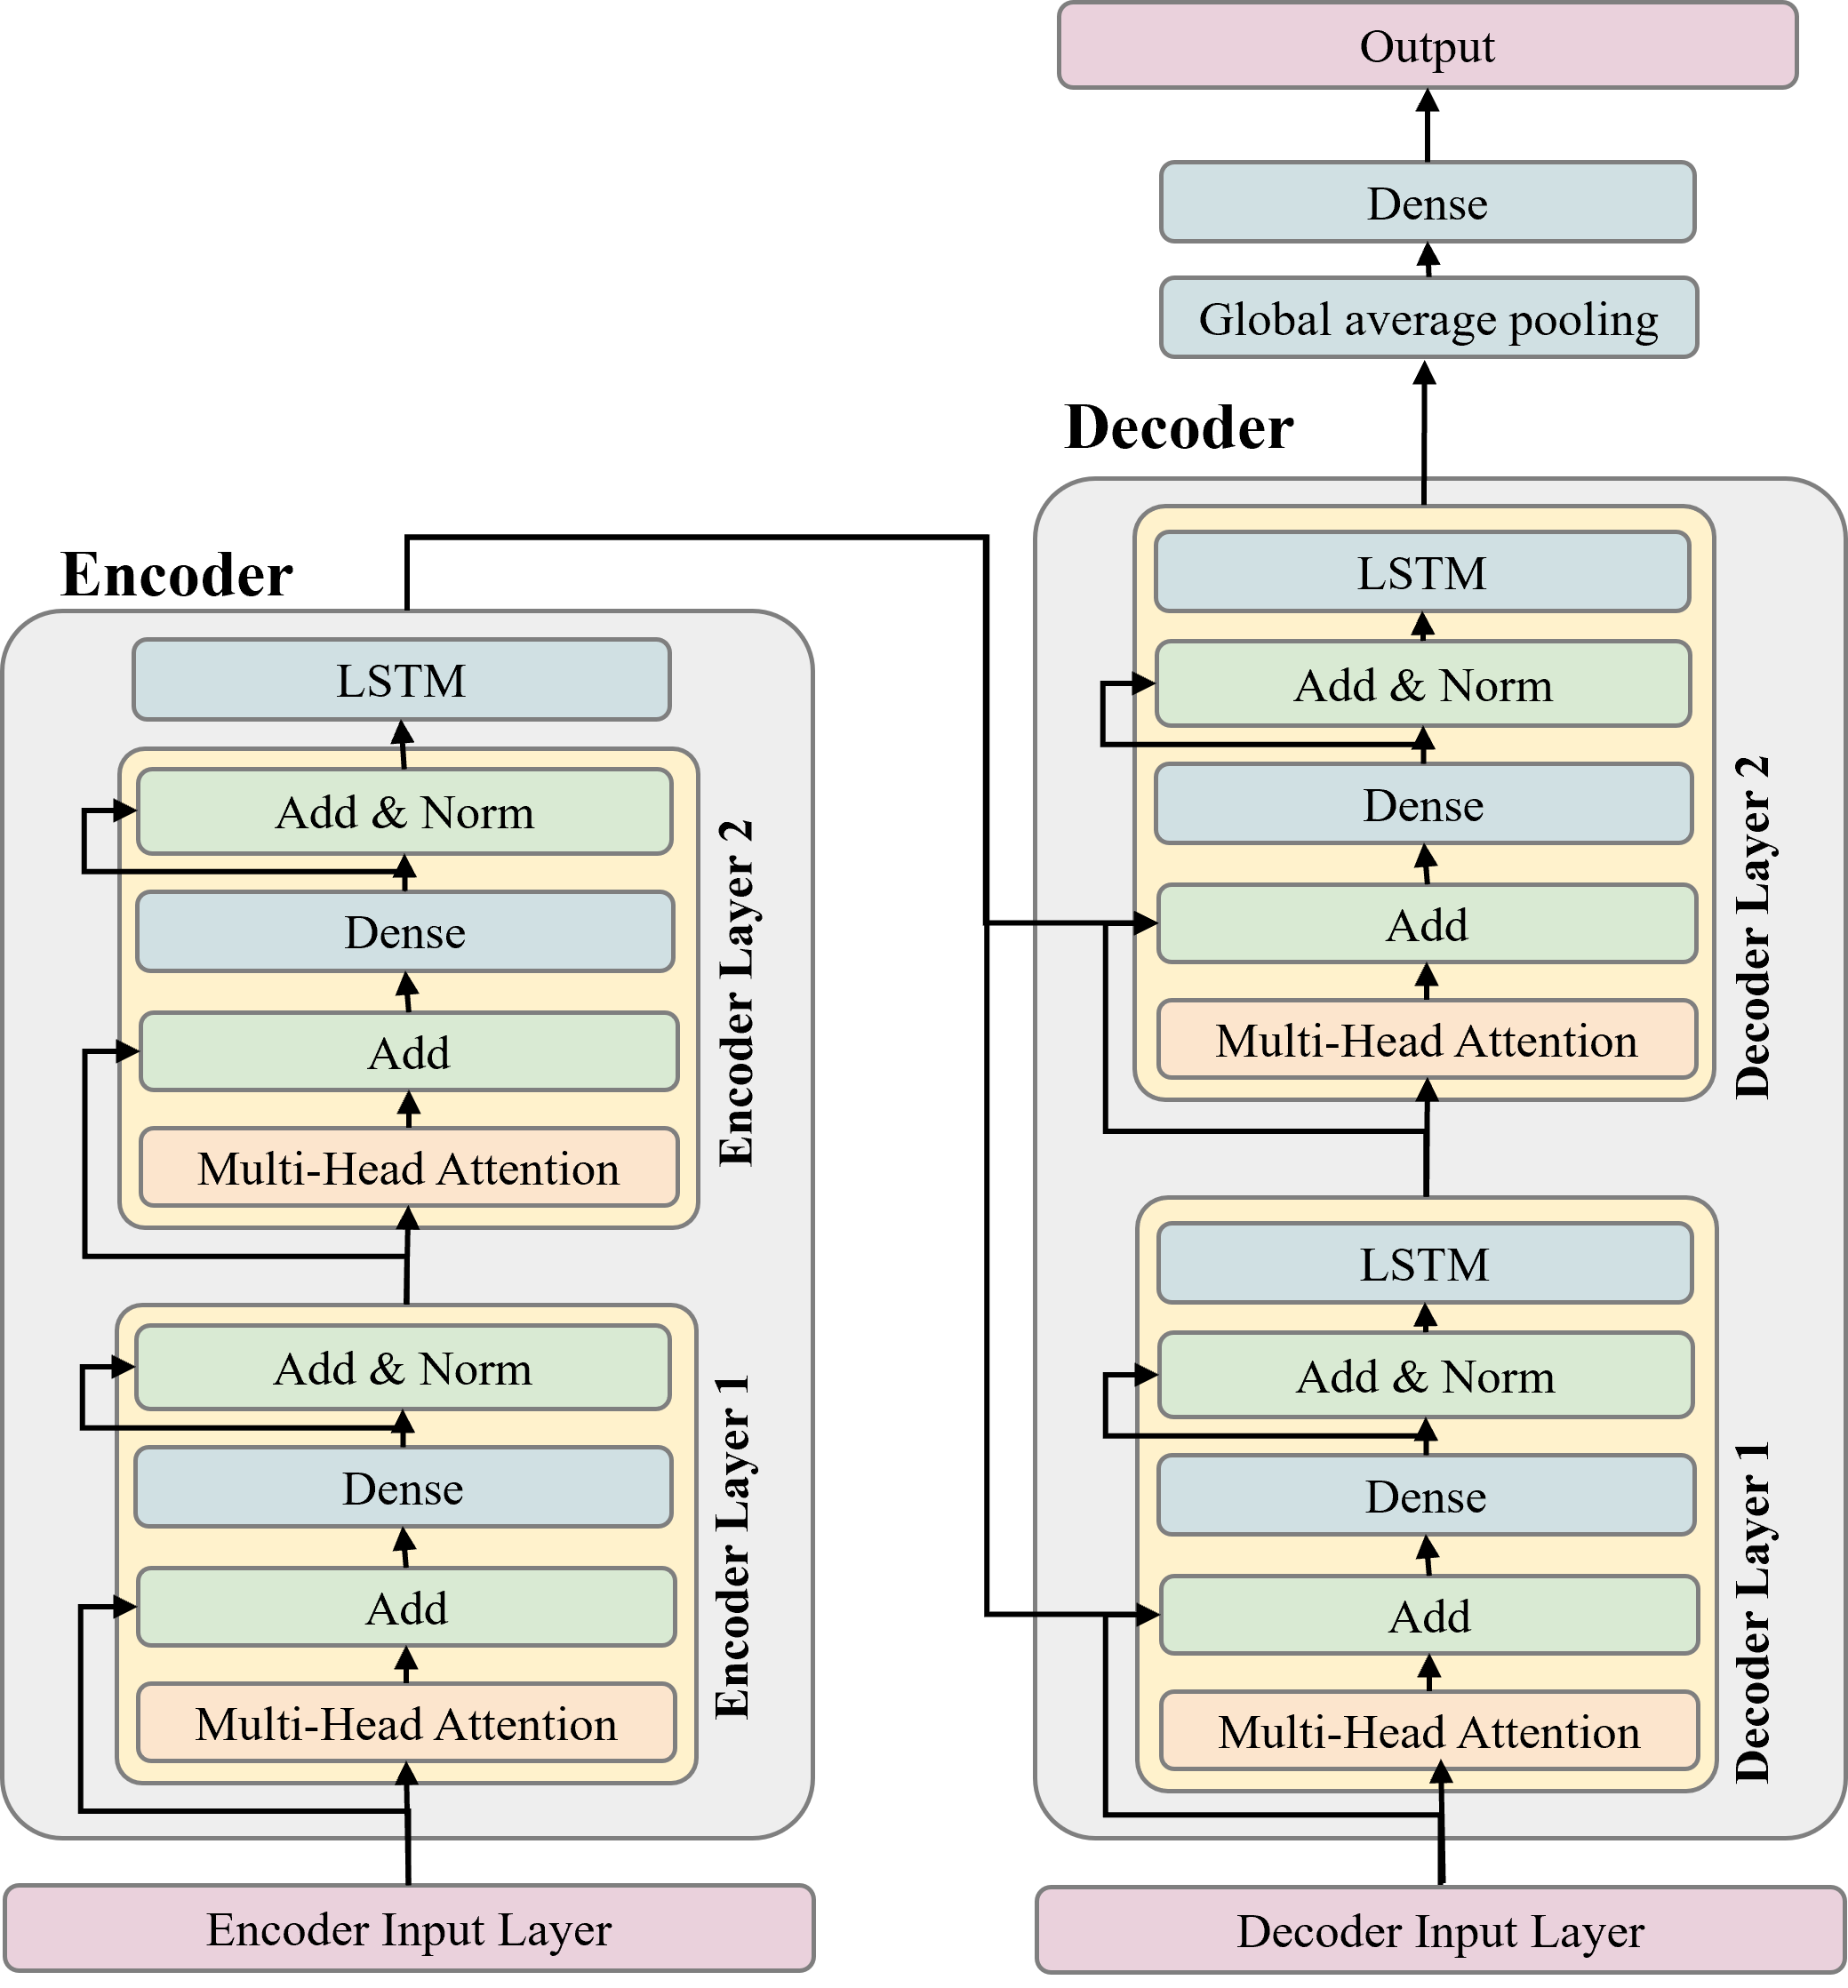 Output
Dense
Global average pooling
Decoder
LSTM
Add & Norm
Dense
Add
Multi-Head Attention
Decoder Layer 2
LSTM
Add & Norm
Dense
Add
Multi-Head Attention
Decoder Layer 1
Decoder Input Layer
Encoder
LSTM
Add & Norm
Dense
Add
Multi-Head Attention
Encoder Layer 2
Add & Norm
Dense
Add
Multi-Head Attention
Encoder Layer 1
Encoder Input Layer